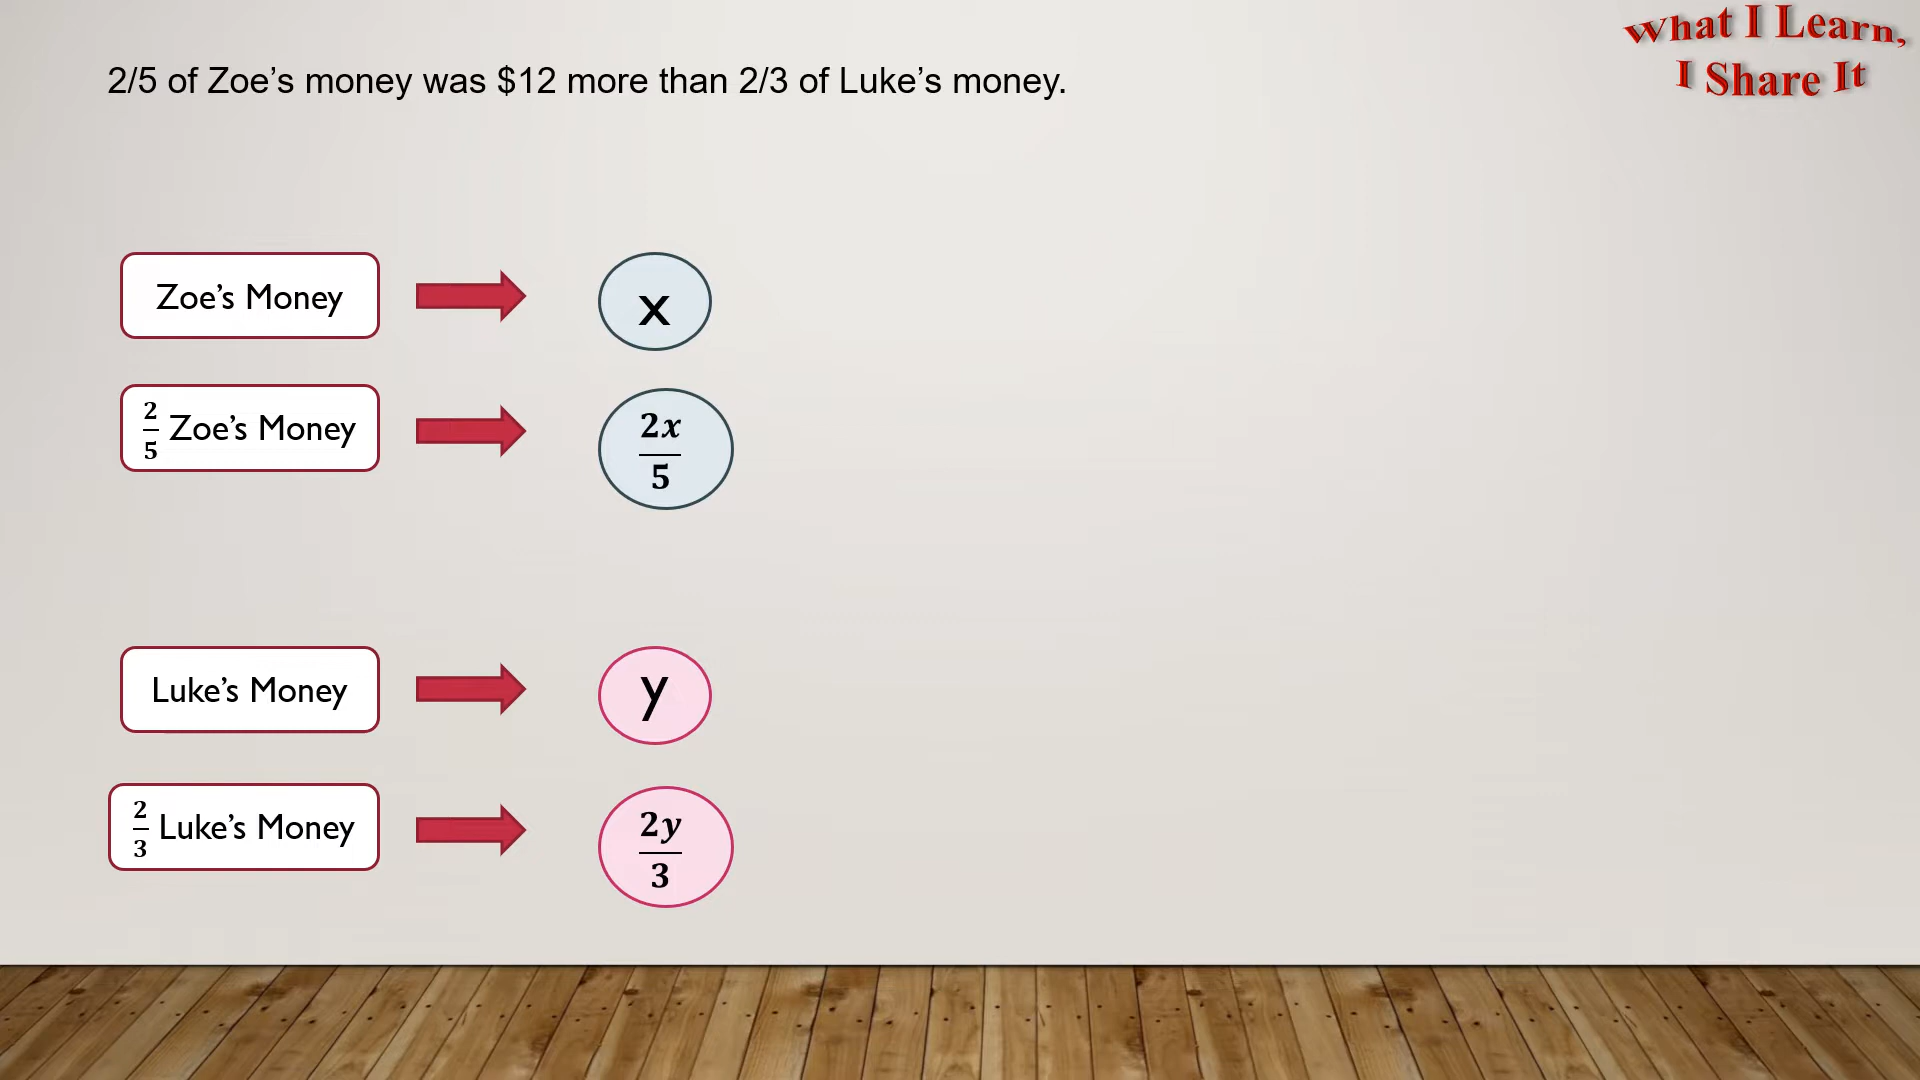 What I Learn,
I Share It
2/5 of Zoe’s money was $12 more than 2/3 of Luke’s money.
Zoe’s Money
x
2/5 Zoe’s Money
2x/5
Luke’s Money
y
2/3 Luke’s Money
2y/3